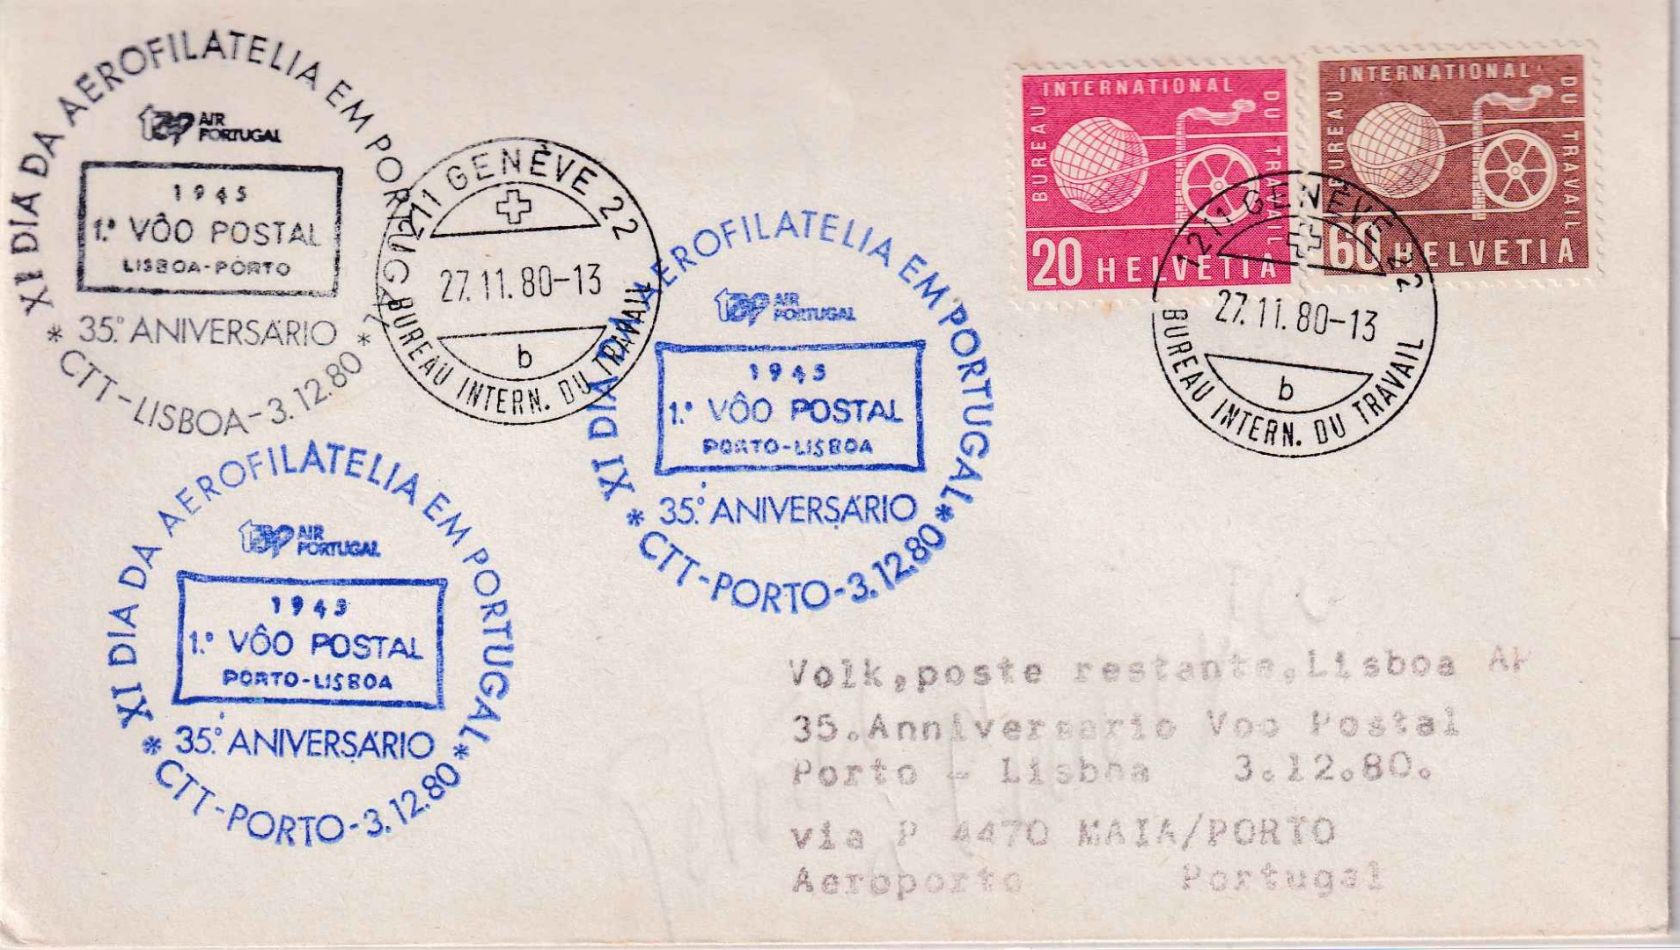 XI DIA DA AEROFILATELIA EM PORTUGAL
AIR
PORTUGAL
1945
1.º VÔO POSTAL
LISBOA-PORTO
* 35.º ANIVERSÁRIO *
CTT-LISBOA-3.12.80
1211 GENÈVE 22
27.11.80-13
b
BUREAU INTERN. DU TRAVAIL
XI DIA DA AEROFILATELIA EM PORTUGAL
AIR
PORTUGAL
1945
1.º VÔO POSTAL
PORTO-LISBOA
* 35.º ANIVERSÁRIO *
CTT-PORTO-3.12.80
BUREAU INTERNATIONAL DU TRAVAIL
20 HELVETIA
BUREAU INTERNATIONAL DU TRAVAIL
60 HELVETIA
1211 GENÈVE 22
27.11.80-13
b
BUREAU INTERN. DU TRAVAIL
XI DIA DA AEROFILATELIA EM PORTUGAL
AIR
PORTUGAL
1945
1.º VÔO POSTAL
PORTO-LISBOA
* 35.º ANIVERSÁRIO *
CTT-PORTO-3.12.80
Volk,poste restante,Lisboa AP
35.Anniversario Voo Postal
Porto - Lisboa 3.12.80.
via P 4470 MAIA/PORTO
Aeroporto Portugal